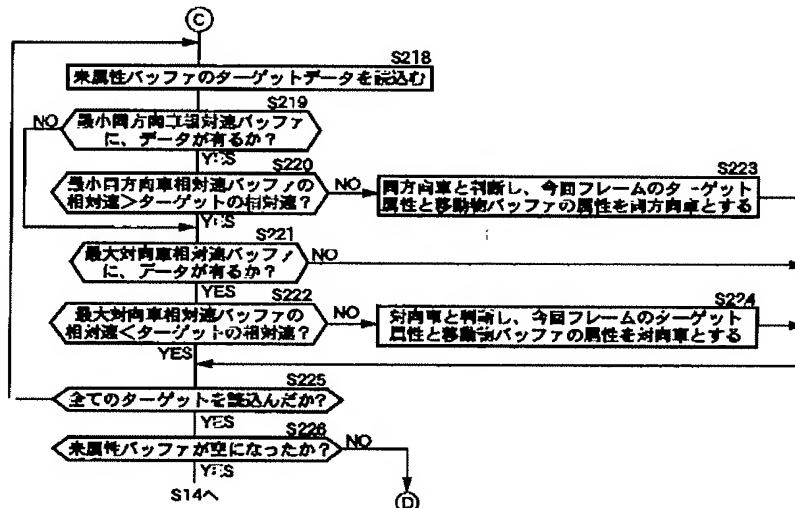 C
S218
未属性バッファのターゲットデータを読込む
S219
NO
最小同方向車相対速バッファ
に、データが有るか？
YES
S220
最小同方向車相対速バッファの
相対速＞ターゲットの相対速？
NO
YES
S223
同方向車と判断し、今回フレームのターゲット
属性と移動物バッファの属性を同方向車とする
S221
最大対向車相対速バッファ
に、データが有るか？
NO
YES
S222
最大対向車相対速バッファの
相対速＜ターゲットの相対速？
NO
YES
S224
対向車と判断し、今回フレームのターゲット
属性と移動物バッファの属性を対向車とする
S225
全てのターゲットを読込んだか？
YES
S226
未属性バッファが空になったか？
NO
YES
S14へ
D